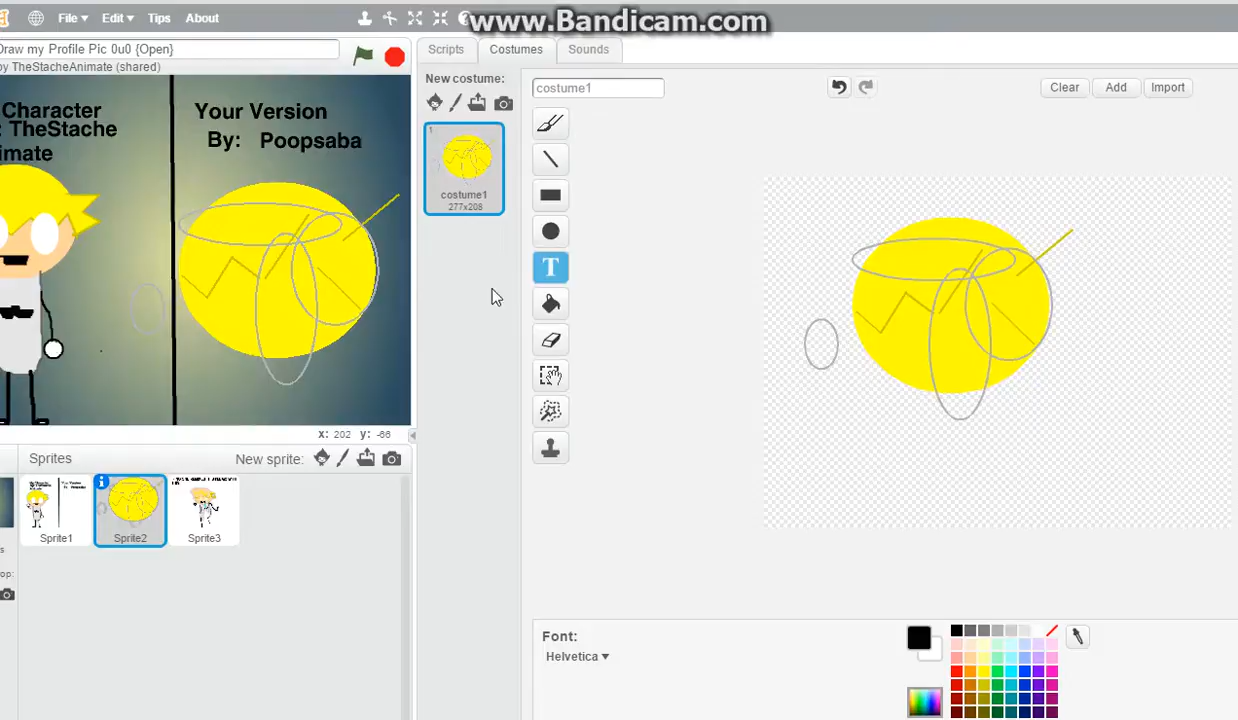 www.Bandicam.com
File Edit Tips About
Draw my Profile Pic 0u0 {Open}
by TheStacheAnimate (shared)
Scripts Costumes Sounds
New costume:
costume1
Clear Add Import
1
costume1
277x208
Character
: TheStache
imate
Your Version
By: Poopsaba
T
x: 202 y: -66
Sprites New sprite:
Sprite1
Sprite2
Sprite3
Font:
Helvetica